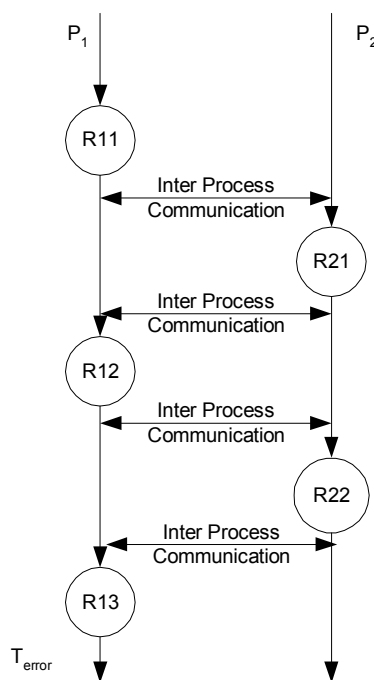 P1
P2
R11
Inter Process
Communication
R21
Inter Process
Communication
R12
Inter Process
Communication
R22
Inter Process
Communication
R13
Terror